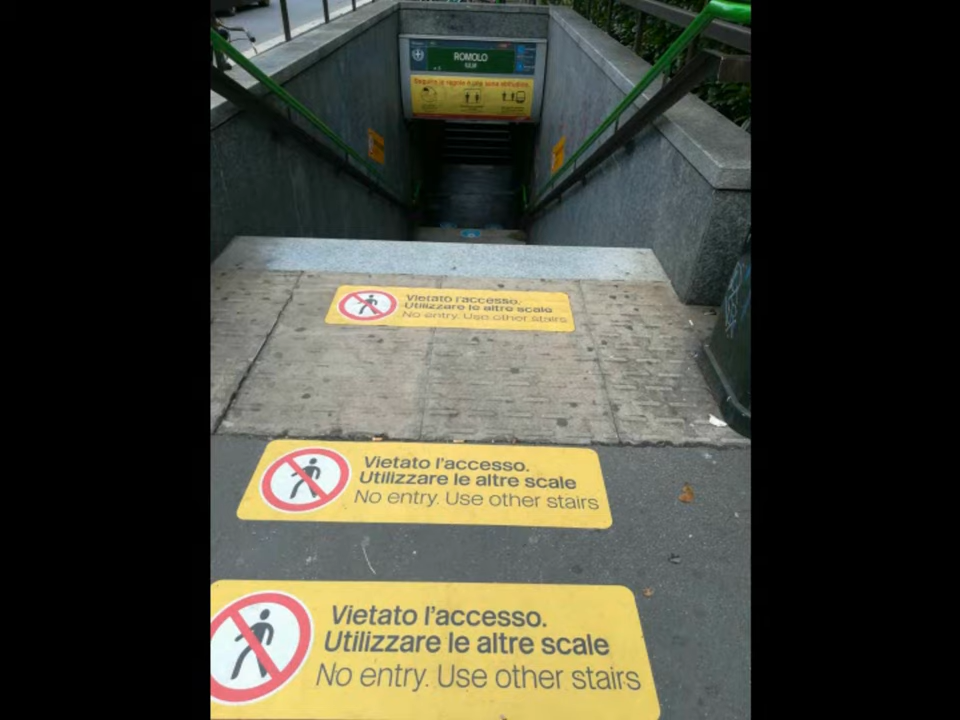 ROMOLO
Vietato l'accesso.
Utilizzare le altre scale
No entry. Use other stairs
Vietato l'accesso.
Utilizzare le altre scale
No entry. Use other stairs
Vietato l'accesso.
Utilizzare le altre scale
No entry. Use other stairs